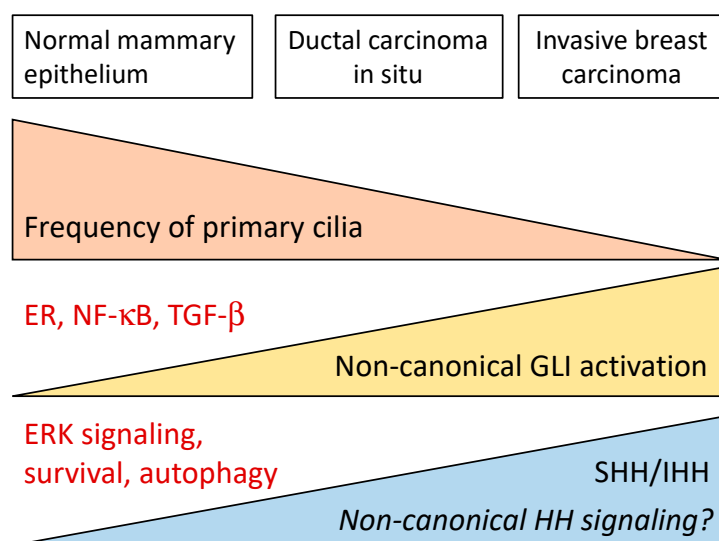 Normal mammary
epithelium
Ductal carcinoma
in situ
Invasive breast
carcinoma
Frequency of primary cilia
ER, NF-κB, TGF-β
Non-canonical GLI activation
ERK signaling,
survival, autophagy
SHH/IHH
Non-canonical HH signaling?